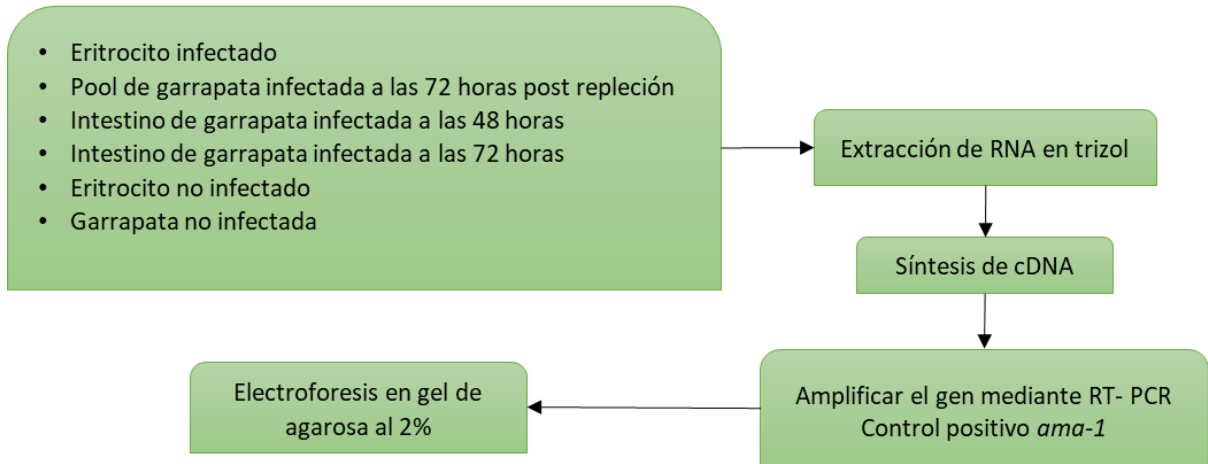 • Eritrocito infectado
• Pool de garrapata infectada a las 72 horas post repleción
• Intestino de garrapata infectada a las 48 horas
• Intestino de garrapata infectada a las 72 horas
• Eritrocito no infectado
• Garrapata no infectada
Extracción de RNA en trizol
Síntesis de cDNA
Amplificar el gen mediante RT- PCR
Control positivo ama-1
Electroforesis en gel de
agarosa al 2%